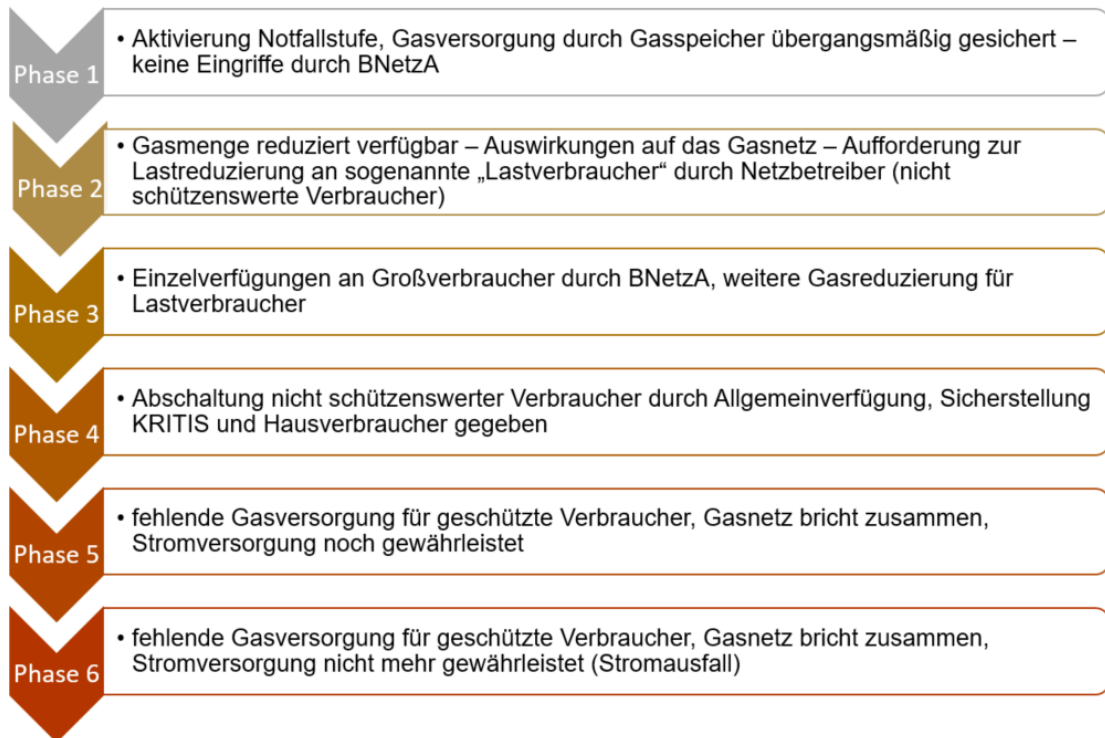 Phase 1
• Aktivierung Notfallstufe, Gasversorgung durch Gasspeicher übergangsmäßig gesichert –
keine Eingriffe durch BNetzA
Phase 2
• Gasmenge reduziert verfügbar – Auswirkungen auf das Gasnetz – Aufforderung zur
Lastreduzierung an sogenannte „Lastverbraucher“ durch Netzbetreiber (nicht
schützenswerte Verbraucher)
Phase 3
• Einzelverfügungen an Großverbraucher durch BNetzA, weitere Gasreduzierung für
Lastverbraucher
Phase 4
• Abschaltung nicht schützenswerter Verbraucher durch Allgemeinverfügung, Sicherstellung
KRITIS und Hausverbraucher gegeben
Phase 5
• fehlende Gasversorgung für geschützte Verbraucher, Gasnetz bricht zusammen,
Stromversorgung noch gewährleistet
Phase 6
• fehlende Gasversorgung für geschützte Verbraucher, Gasnetz bricht zusammen,
Stromversorgung nicht mehr gewährleistet (Stromausfall)